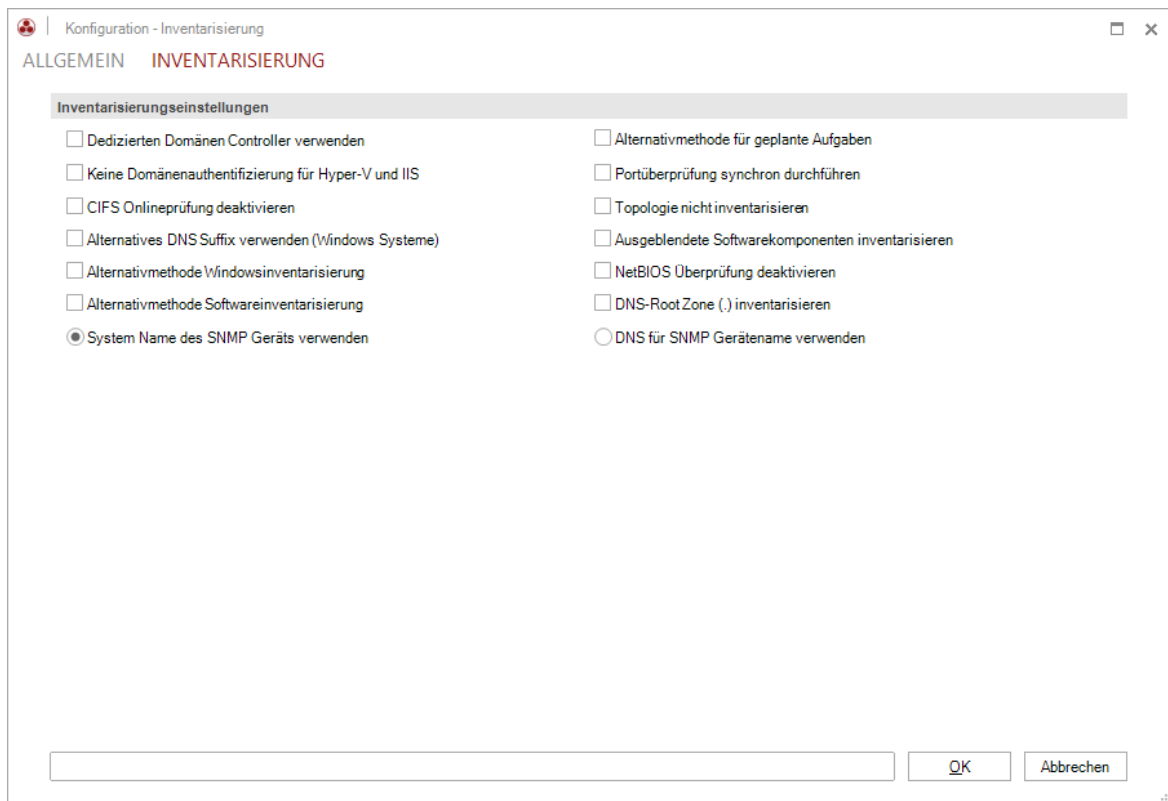 Konfiguration - Inventarisierung
ALLGEMEIN INVENTARISIERUNG
Inventarisierungseinstellungen
Dedizierten Domänen Controller verwenden
Alternativmethode für geplante Aufgaben
Keine Domänenauthentifizierung für Hyper-V und IIS
Portüberprüfung synchron durchführen
CIFS Onlineprüfung deaktivieren
Topologie nicht inventarisieren
Alternatives DNS Suffix verwenden (Windows Systeme)
Ausgeblendete Softwarekomponenten inventarisieren
Alternativmethode Windowsinventarisierung
NetBIOS Überprüfung deaktivieren
Alternativmethode Softwareinventarisierung
DNS-Root Zone (.) inventarisieren
System Name des SNMP Geräts verwenden
DNS für SNMP Gerätename verwenden
OK
Abbrechen